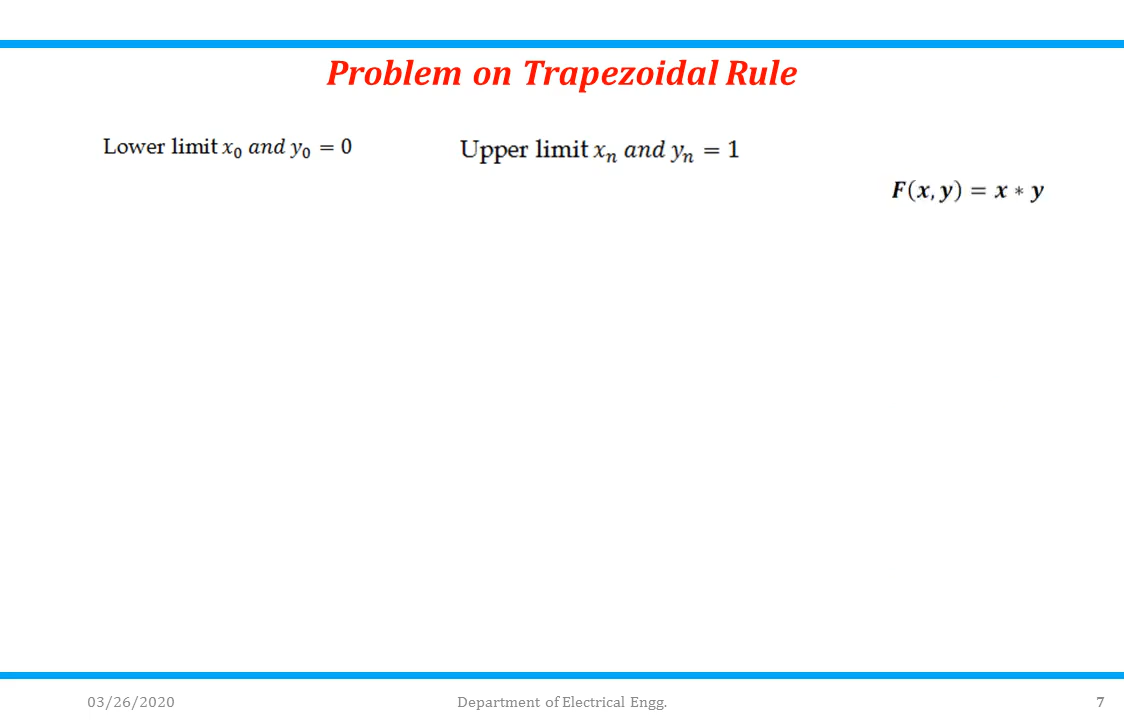 Problem on Trapezoidal Rule
Lower limit x₀ and y₀ = 0
Upper limit xₙ and yₙ = 1
F(x, y) = x ∗ y
03/26/2020
Department of Electrical Engg.
7